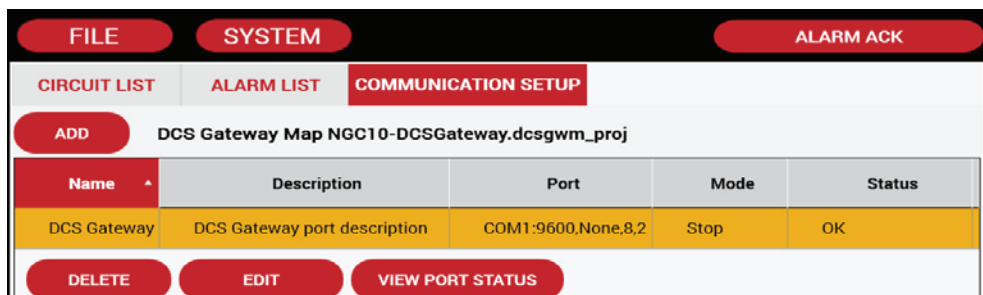 FILE SYSTEM ALARM ACK
CIRCUIT LIST ALARM LIST COMMUNICATION SETUP
ADD DCS Gateway Map NGC10-DCSGateway.dcsgwm_proj
Name Description Port Mode Status
DCS Gateway DCS Gateway port description COM1:9600,None,8,2 Stop OK
DELETE EDIT VIEW PORT STATUS